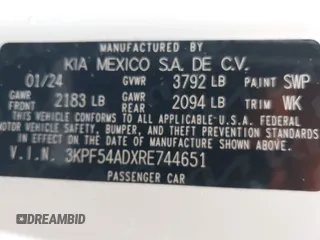 MANUFACTURED BY
KIA MEXICO S.A. DE C.V.
01/24 GVWR 3792 LB PAINT SWP
GAWR FRONT 2183 LB GAWR REAR 2094 LB TRIM WK
THIS VEHICLE CONFORMS TO ALL APPLICABLE U.S. FEDERAL
MOTOR VEHICLE SAFETY, BUMPER, AND THEFT PREVENTION
STANDARDS IN EFFECT ON THE DATE OF MANUFACTURE
SHOWN ABOVE.
V.I.N. 3KPF54ADXRE744651
PASSENGER CAR
DREAMBID